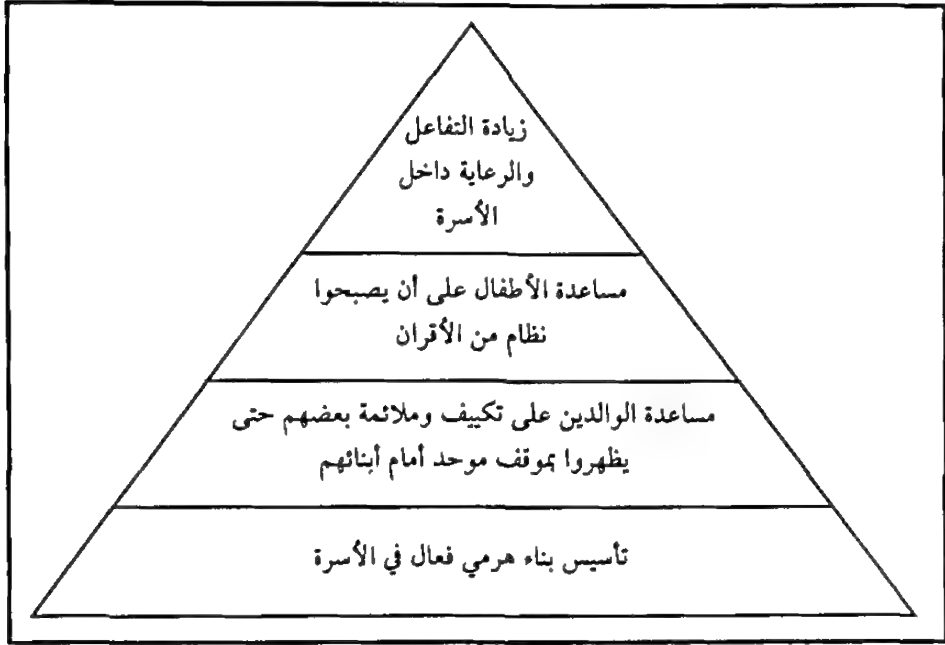 زيادة التفاعل
والرعاية داخل
الأسرة
مساعدة الأطفال على أن يصبحوا
نظام من الأقران
مساعدة الوالدين على تكييف وملائمة بعضهم حتى
يظهروا بموقف موحد أمام أبنائهم
تأسيس بناء هرمي فعال في الأسرة